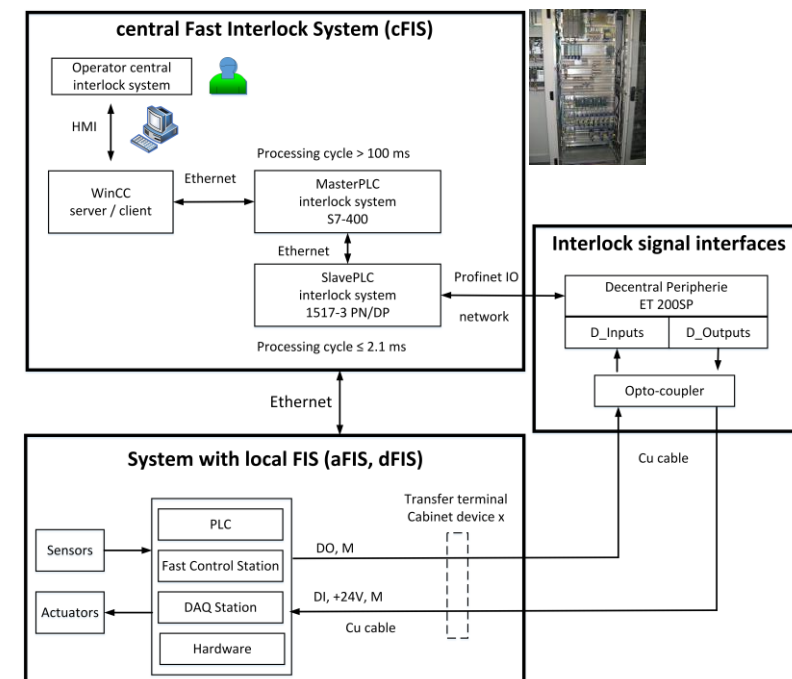 central Fast Interlock System (cFIS)
Operator central
interlock system
HMI
Processing cycle > 100 ms
WinCC
server / client
Ethernet
MasterPLC
interlock system
S7-400
Ethernet
SlavePLC
interlock system
1517-3 PN/DP
Processing cycle ≤ 2.1 ms
Profinet IO
network
Interlock signal interfaces
Decentral Peripherie
ET 200SP
D_Inputs
D_Outputs
Opto-coupler
Cu cable
Ethernet
System with local FIS (aFIS, dFIS)
Transfer terminal
Cabinet device x
Sensors
Actuators
PLC
Fast Control Station
DAQ Station
Hardware
DO, M
DI, +24V, M
Cu cable